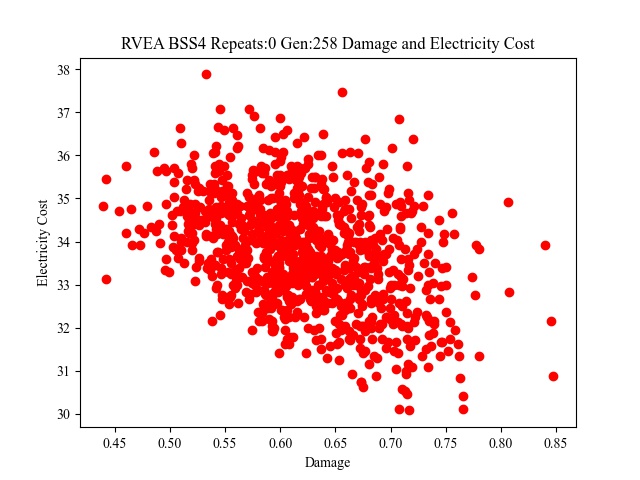 RVEA BSS4 Repeats:0 Gen:258 Damage and Electricity Cost
38
37
36
35
34
33
32
31
30
Electricity Cost
0.45 0.50 0.55 0.60 0.65 0.70 0.75 0.80 0.85
Damage